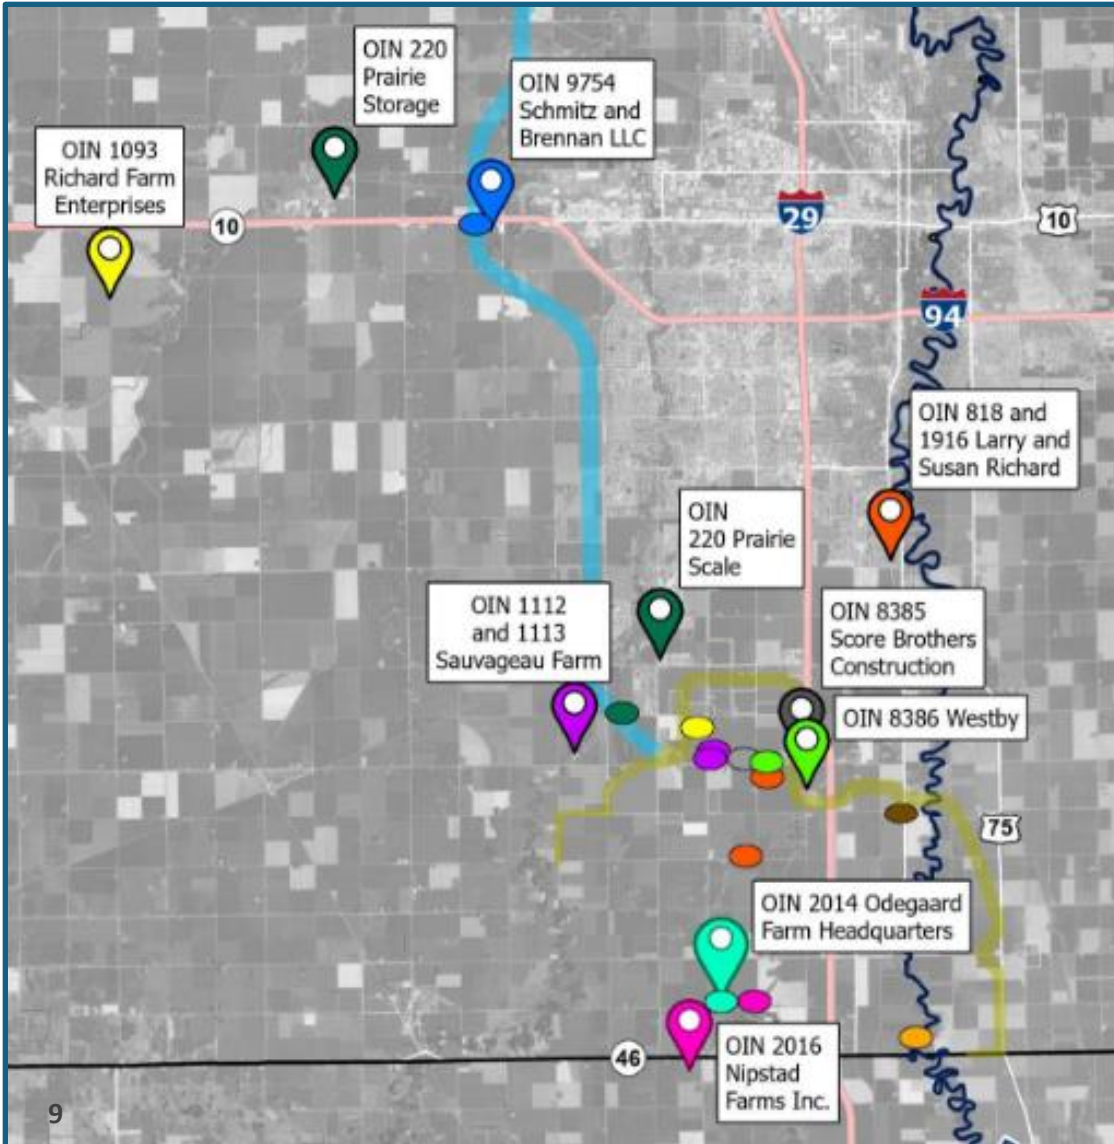 OIN 220
Prairie
Storage
OIN 9754
Schmitz and
Brennan LLC
OIN 1093
Richard Farm
Enterprises
10
29
10
94
OIN 818 and
1916 Larry and
Susan Richard
OIN
220 Prairie
Scale
OIN 1112
and 1113
Sauvageau Farm
OIN 8385
Score Brothers
Construction
OIN 8386 Westby
75
OIN 2014 Odegaard
Farm Headquarters
46
OIN 2016
Nipstad
Farms Inc.
9